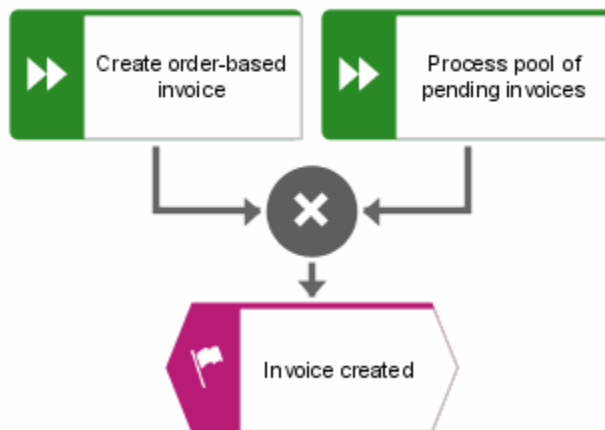 Create order-based
invoice
Process pool of
pending invoices
Invoice created